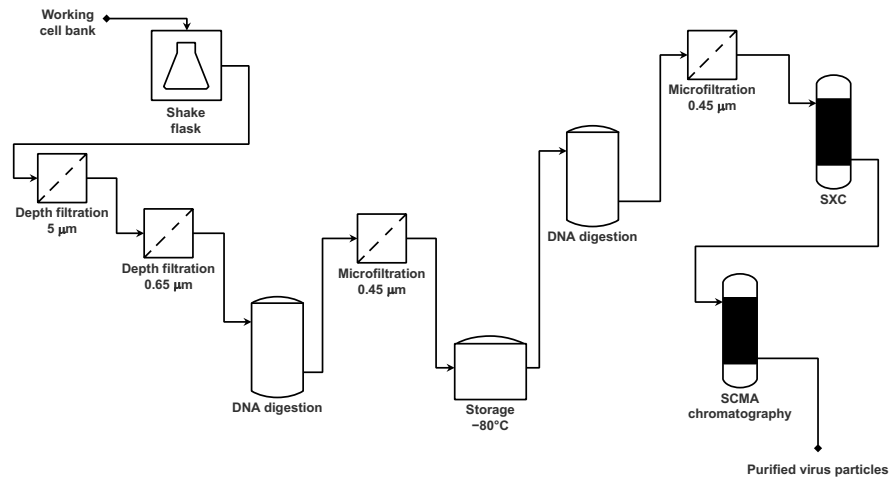 Working
cell bank
Shake
flask
Depth filtration
5 μm
Depth filtration
0.65 μm
DNA digestion
Microfiltration
0.45 μm
Storage
−80°C
DNA digestion
Microfiltration
0.45 μm
SXC
SCMA
chromatography
Purified virus particles